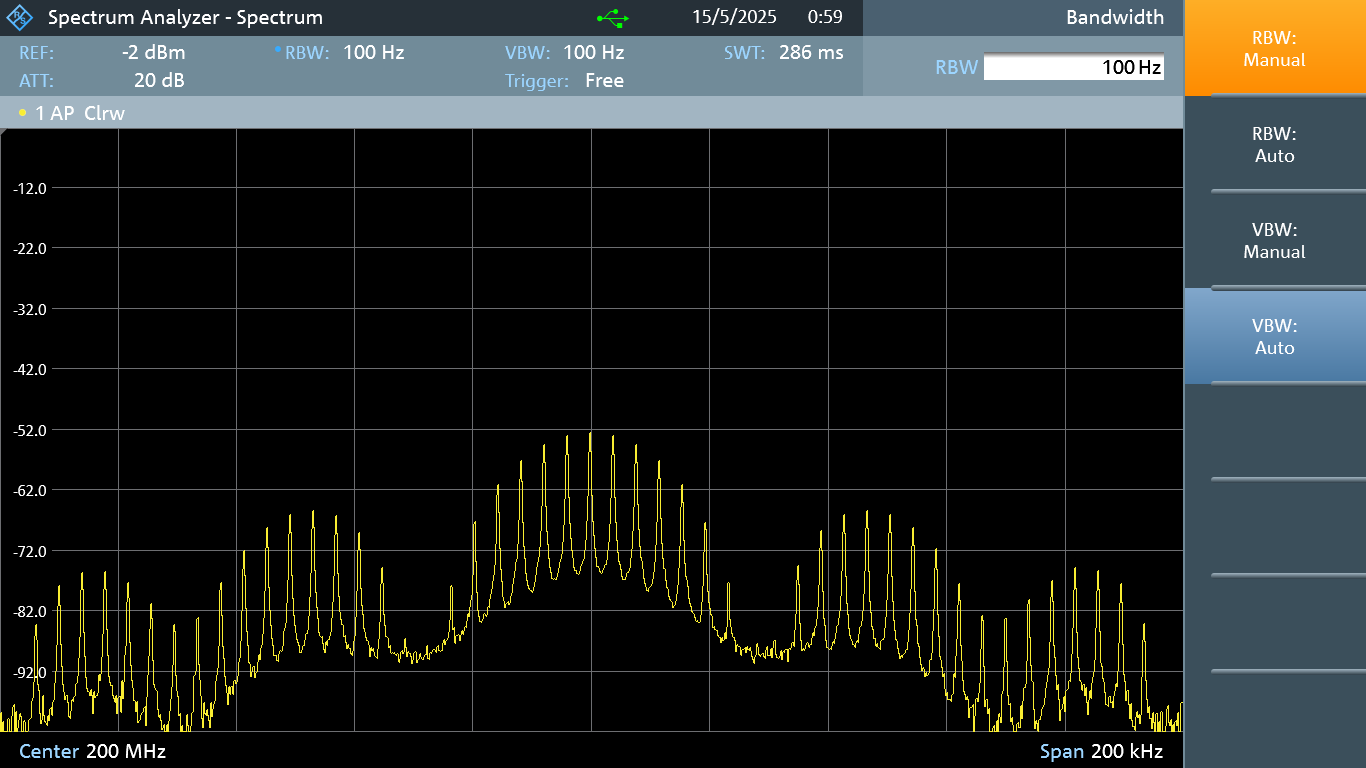 Spectrum Analyzer - Spectrum 15/5/2025 0:59 Bandwidth
REF: -2 dBm RBW: 100 Hz VBW: 100 Hz SWT: 286 ms
ATT: 20 dB Trigger: Free
RBW 100 Hz
1 AP Clrw
-12.0
-22.0
-32.0
-42.0
-52.0
-62.0
-72.0
-82.0
-92.0
Center 200 MHz Span 200 kHz
RBW:
Manual
RBW:
Auto
VBW:
Manual
VBW:
Auto